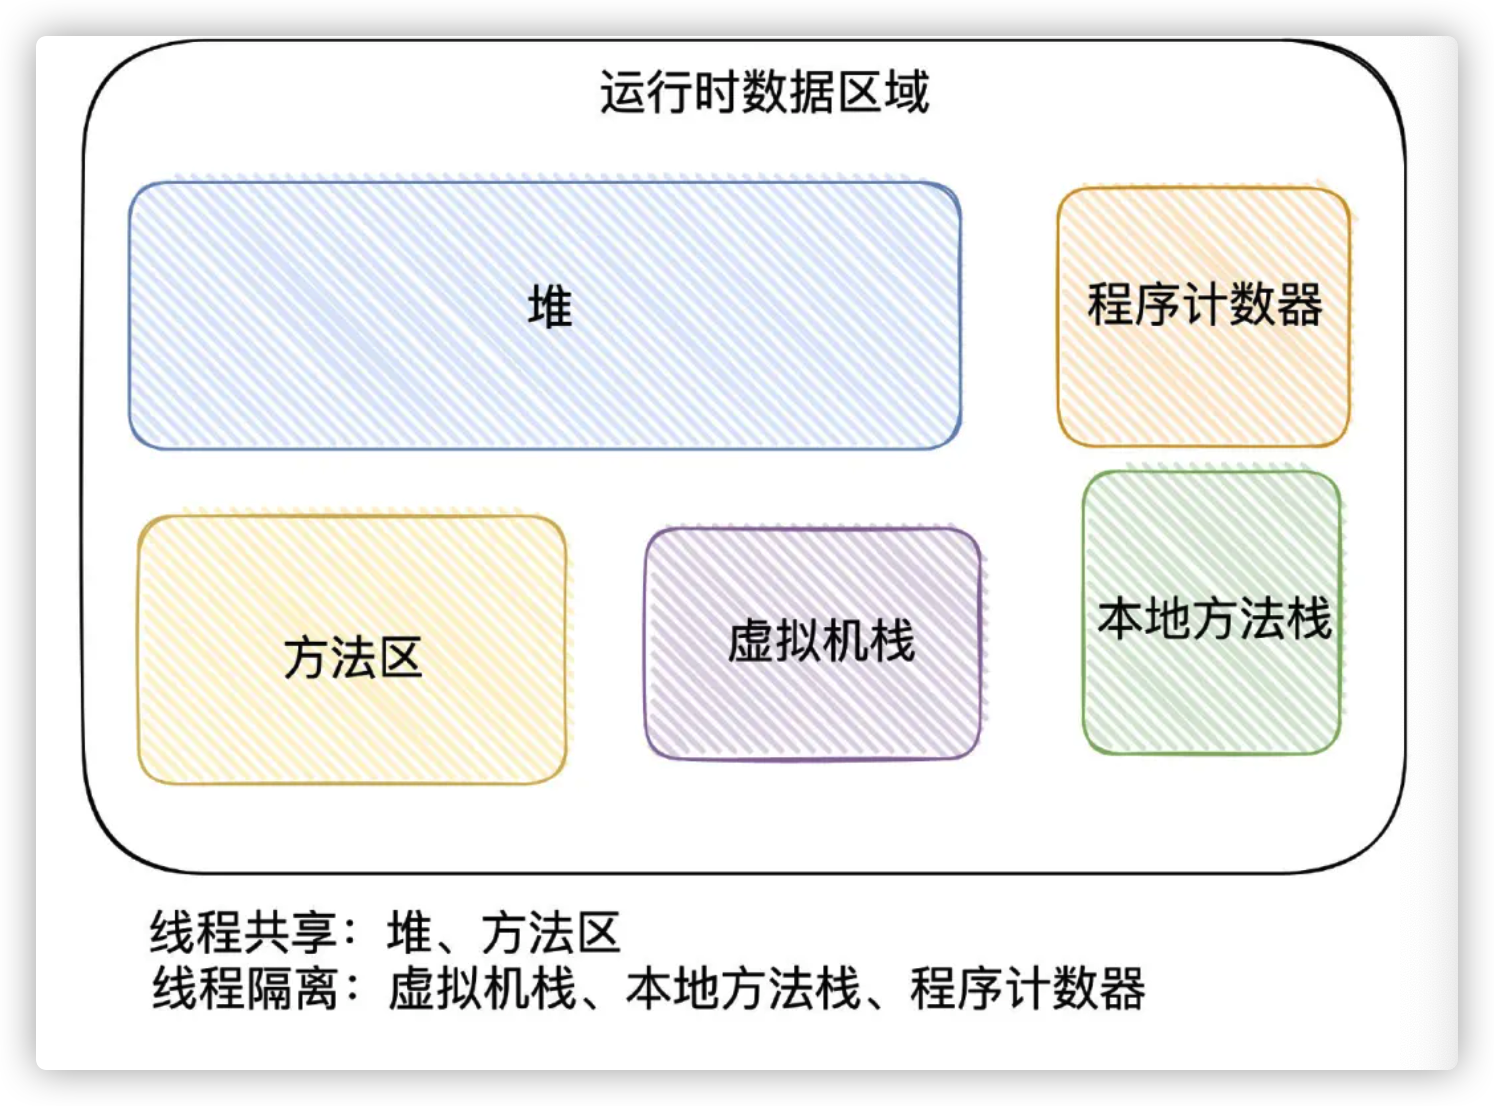 运行时数据区域
堆
程序计数器
方法区
虚拟机栈
本地方法栈
线程共享：堆、方法区
线程隔离：虚拟机栈、本地方法栈、程序计数器